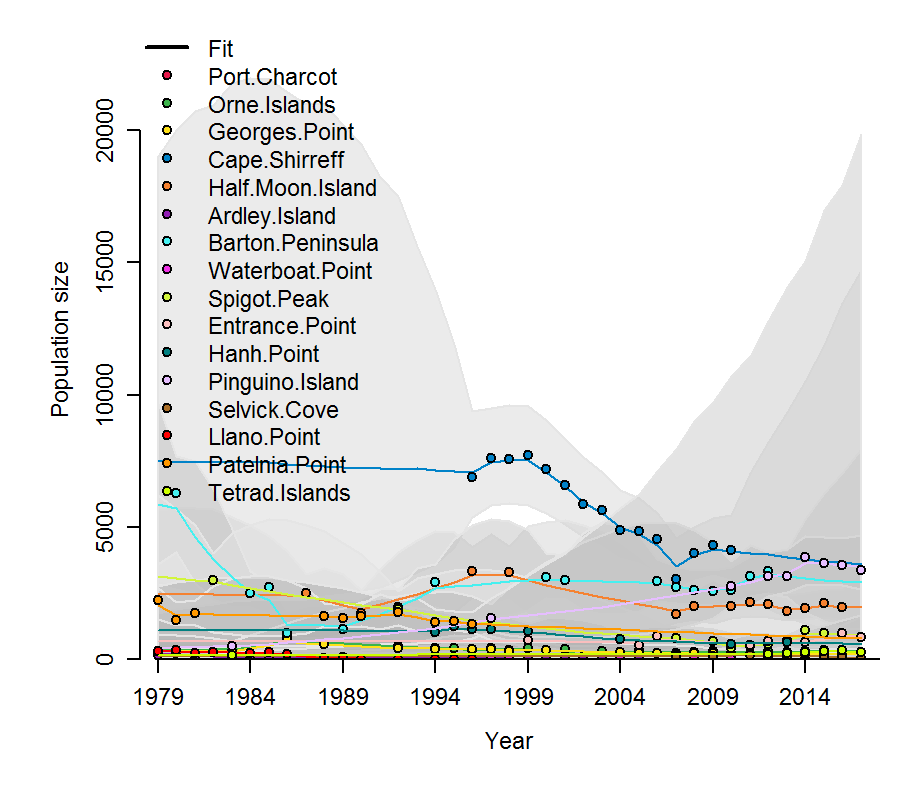 Fit
Port.Charcot
Orne.Islands
Georges.Point
Cape.Shirreff
Half.Moon.Island
Ardley.Island
Barton.Peninsula
Waterboat.Point
Spigot.Peak
Entrance.Point
Hanh.Point
Pinguino.Island
Selvick.Cove
Llano.Point
Patelnia.Point
Tetrad.Islands
Population size
20000
15000
10000
5000
0
1979 1984 1989 1994 1999 2004 2009 2014
Year